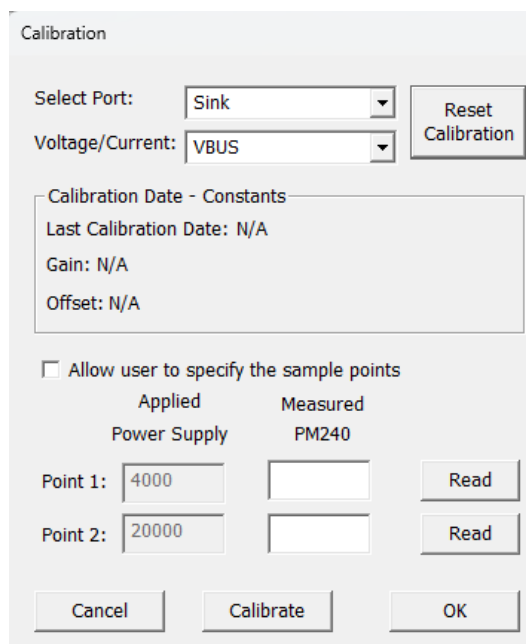 Calibration
Select Port: Sink
Reset Calibration
Voltage/Current: VBUS
Calibration Date - Constants
Last Calibration Date: N/A
Gain: N/A
Offset: N/A
Allow user to specify the sample points
Applied Measured
Power Supply PM240
Point 1: 4000 Read
Point 2: 20000 Read
Cancel Calibrate OK